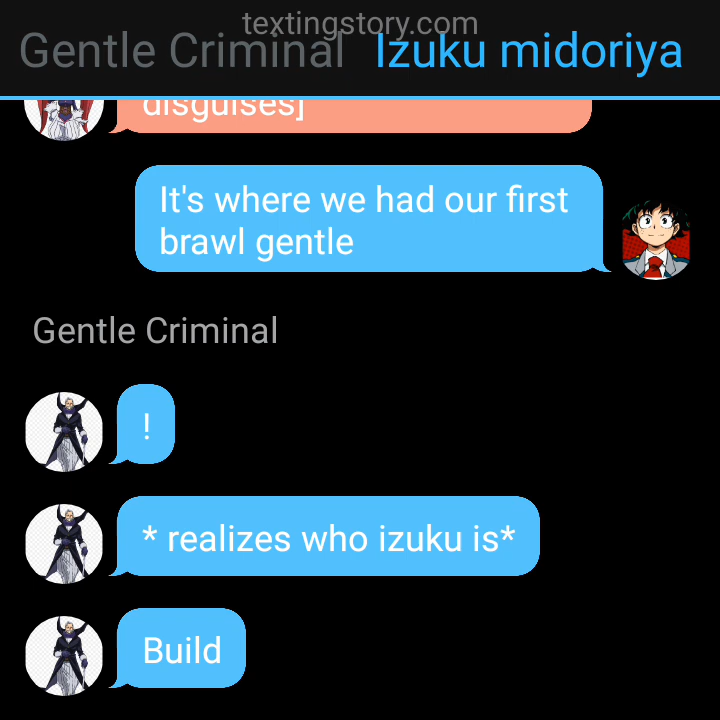 textingstory.com
Gentle Criminal Izuku midoriya
disguises]
It's where we had our first
brawl gentle
Gentle Criminal
!
* realizes who izuku is*
Build